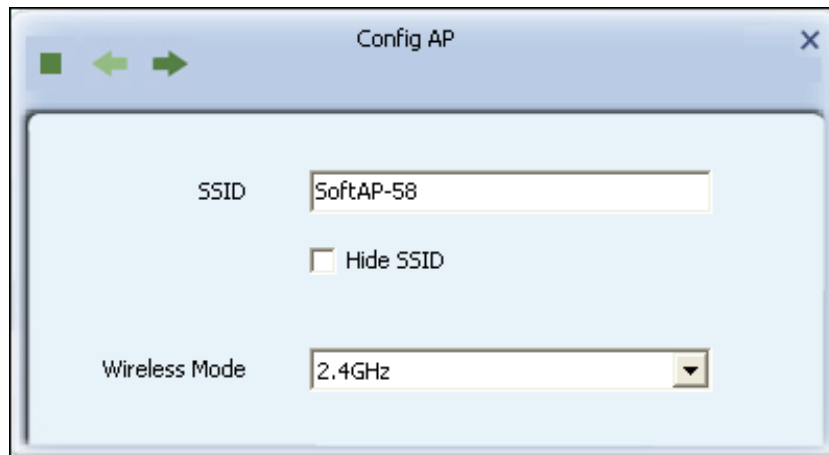 Config AP
SSID
SoftAP-58
Hide SSID
Wireless Mode
2.4GHz